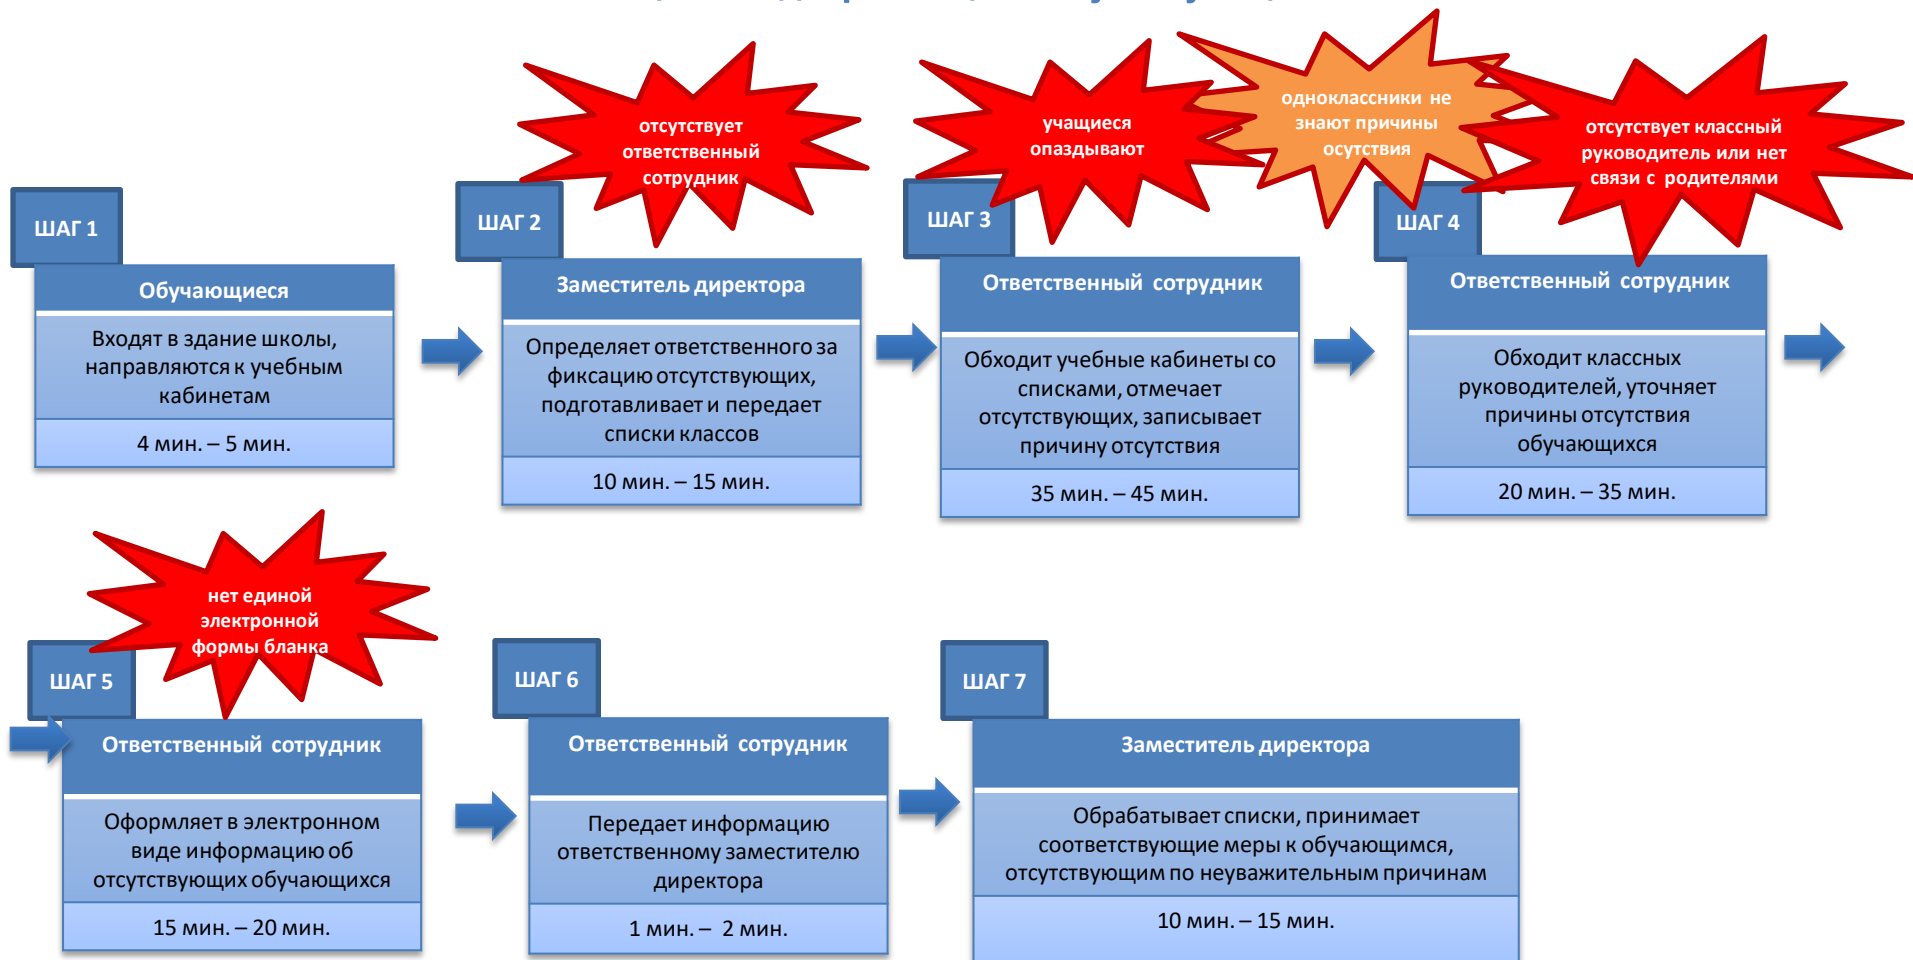 отсутствует
ответственный
сотрудник
учащиеся
опаздывают
одноклассники не
знают причины
осутствия
отсутствует классный
руководитель или нет
связи с родителями
ШАГ 1
Обучающиеся
Входят в здание школы,
направляются к учебным
кабинетам
4 мин. – 5 мин.
ШАГ 2
Заместитель директора
Определяет ответственного за
фиксацию отсутствующих,
подготавливает и передает
списки классов
10 мин. – 15 мин.
ШАГ 3
Ответственный сотрудник
Обходит учебные кабинеты со
списками, отмечает
отсутствующих, записывает
причину отсутствия
35 мин. – 45 мин.
ШАГ 4
Ответственный сотрудник
Обходит классных
руководителей, уточняет
причины отсутствия
обучающихся
20 мин. – 35 мин.
нет единой
электронной
формы бланка
ШАГ 5
Ответственный сотрудник
Оформляет в электронном
виде информацию об
отсутствующих обучающихся
15 мин. – 20 мин.
ШАГ 6
Ответственный сотрудник
Передает информацию
ответственному заместителю
директора
1 мин. – 2 мин.
ШАГ 7
Заместитель директора
Обрабатывает списки, принимает
соответствующие меры к обучающимся,
отсутствующим по неуважительным причинам
10 мин. – 15 мин.